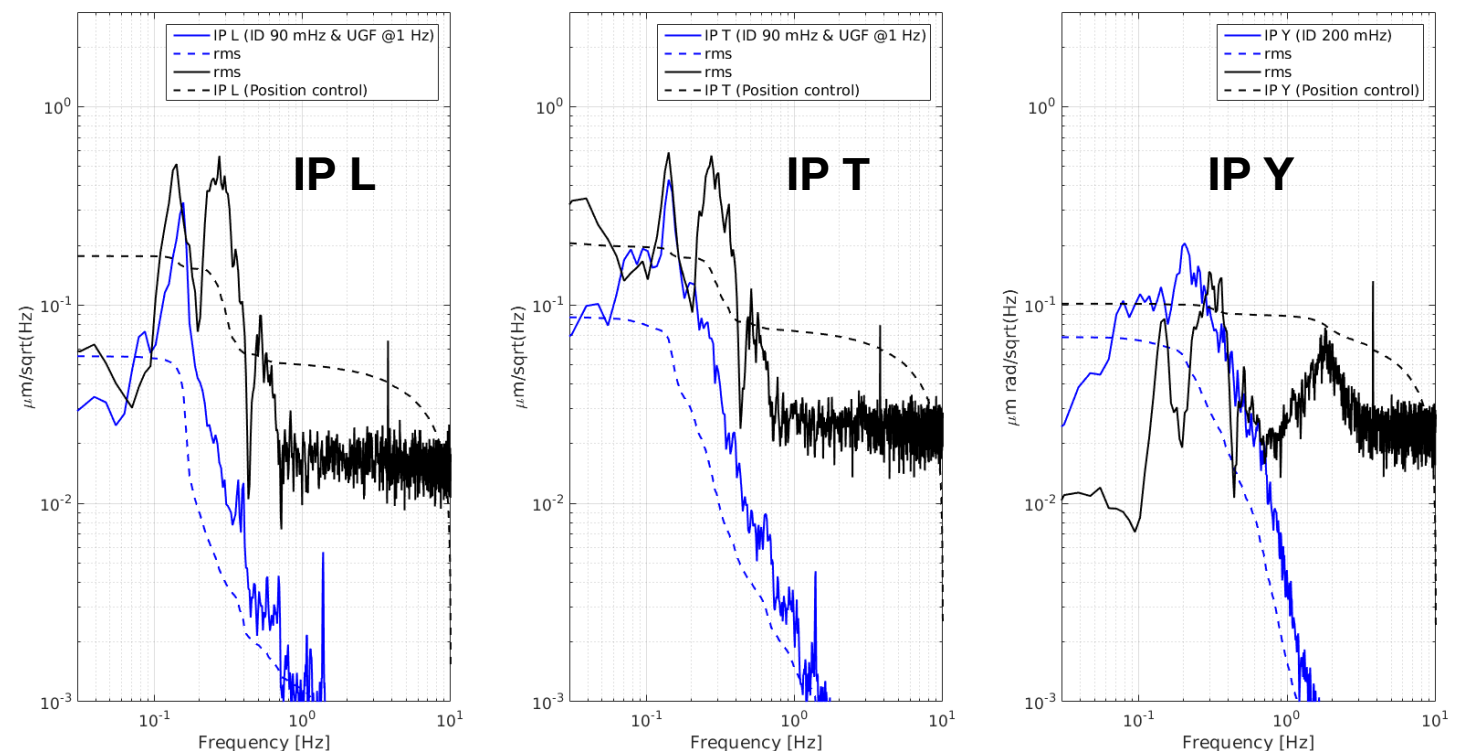 IP L (ID 90 mHz & UGF @1 Hz)
rms
rms
IP L (Position control)
IP L
10^0
10^-1
10^-2
10^-3
μm/sqrt(Hz)
10^-1
10^0
10^1
Frequency [Hz]
IP T (ID 90 mHz & UGF @1 Hz)
rms
rms
IP T (Position control)
IP T
10^0
10^-1
10^-2
10^-3
μm/sqrt(Hz)
10^-1
10^0
10^1
Frequency [Hz]
IP Y (ID 200 mHz)
rms
rms
IP Y (Position control)
IP Y
10^0
10^-1
10^-2
10^-3
μm rad/sqrt(Hz)
10^-1
10^0
10^1
Frequency [Hz]